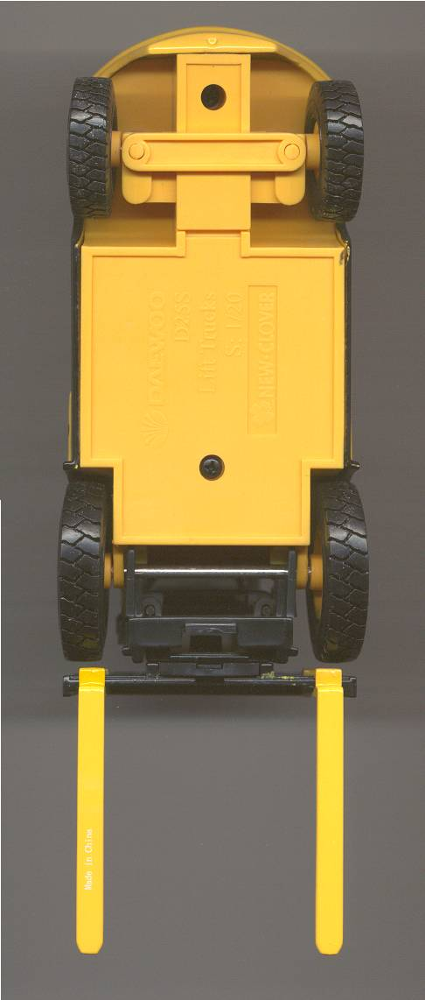 DAEWOO
D25S
Lift Trucks
S: 1/20
NEW-CLOVER
Made in China